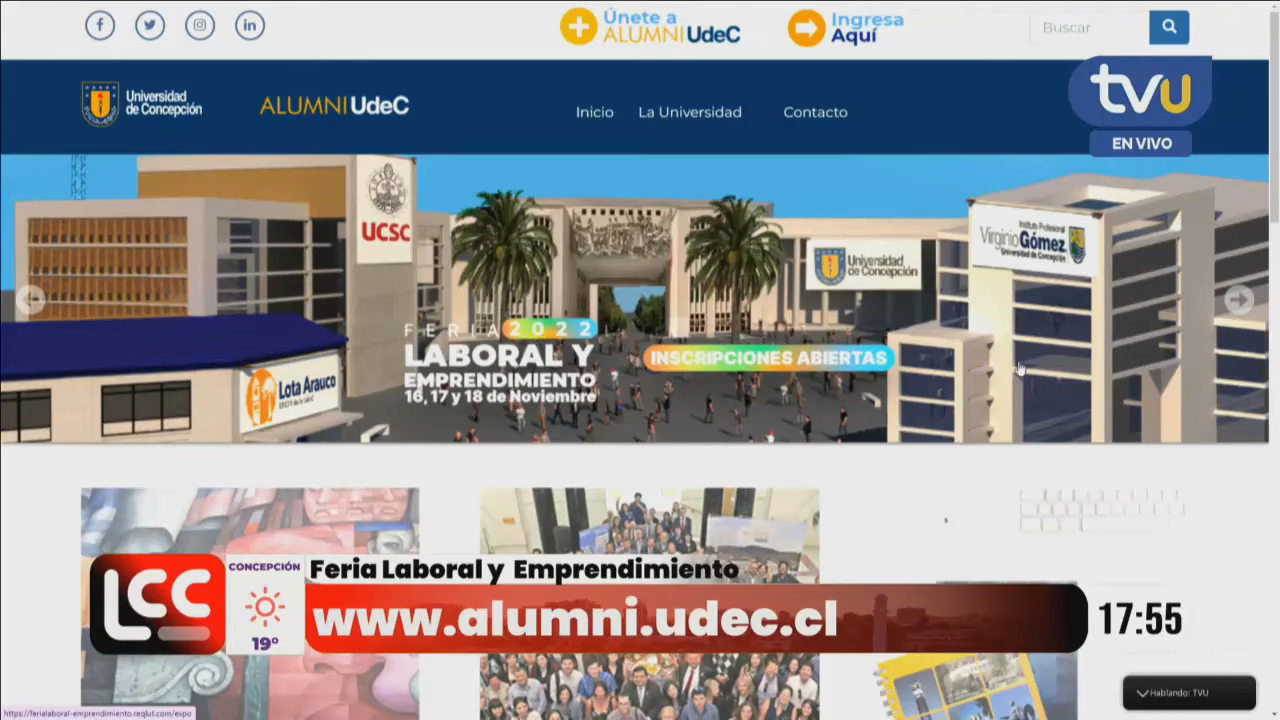 Únete a
ALUMNI UdeC
Ingresa
Aquí
Buscar
Universidad
de Concepción
ALUMNI UdeC
Inicio
La Universidad
Contacto
tvu
EN VIVO
UCSC
Universidad
de Concepción
Instituto Profesional
Virginio Gómez
Universidad de Concepción
FERIA 2022
LABORAL Y
EMPRENDIMIENTO
16, 17 y 18 de Noviembre
INSCRIPCIONES ABIERTAS
Lota Arauco
LCC
CONCEPCIÓN
19°
Feria Laboral y Emprendimiento
www.alumni.udec.cl
17:55
Hablando: TVU
https://ferialaboral-emprendimiento.reqlut.com/expo